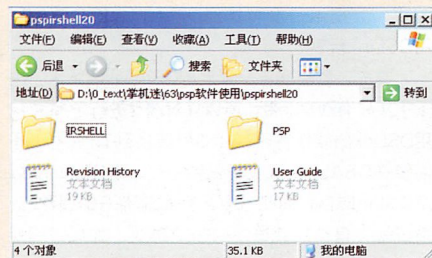 pspirshell20
文件(F) 编辑(E) 查看(V) 收藏(A) 工具(T) 帮助(H)
后退 搜索 文件夹
地址(D) D:\0_text\掌机迷\63\psp软件使用\pspirshell20 转到
IRSHELL PSP
Revision History User Guide
文本文档 文本文档
19 KB 17 KB
4 个对象 35.1 KB 我的电脑